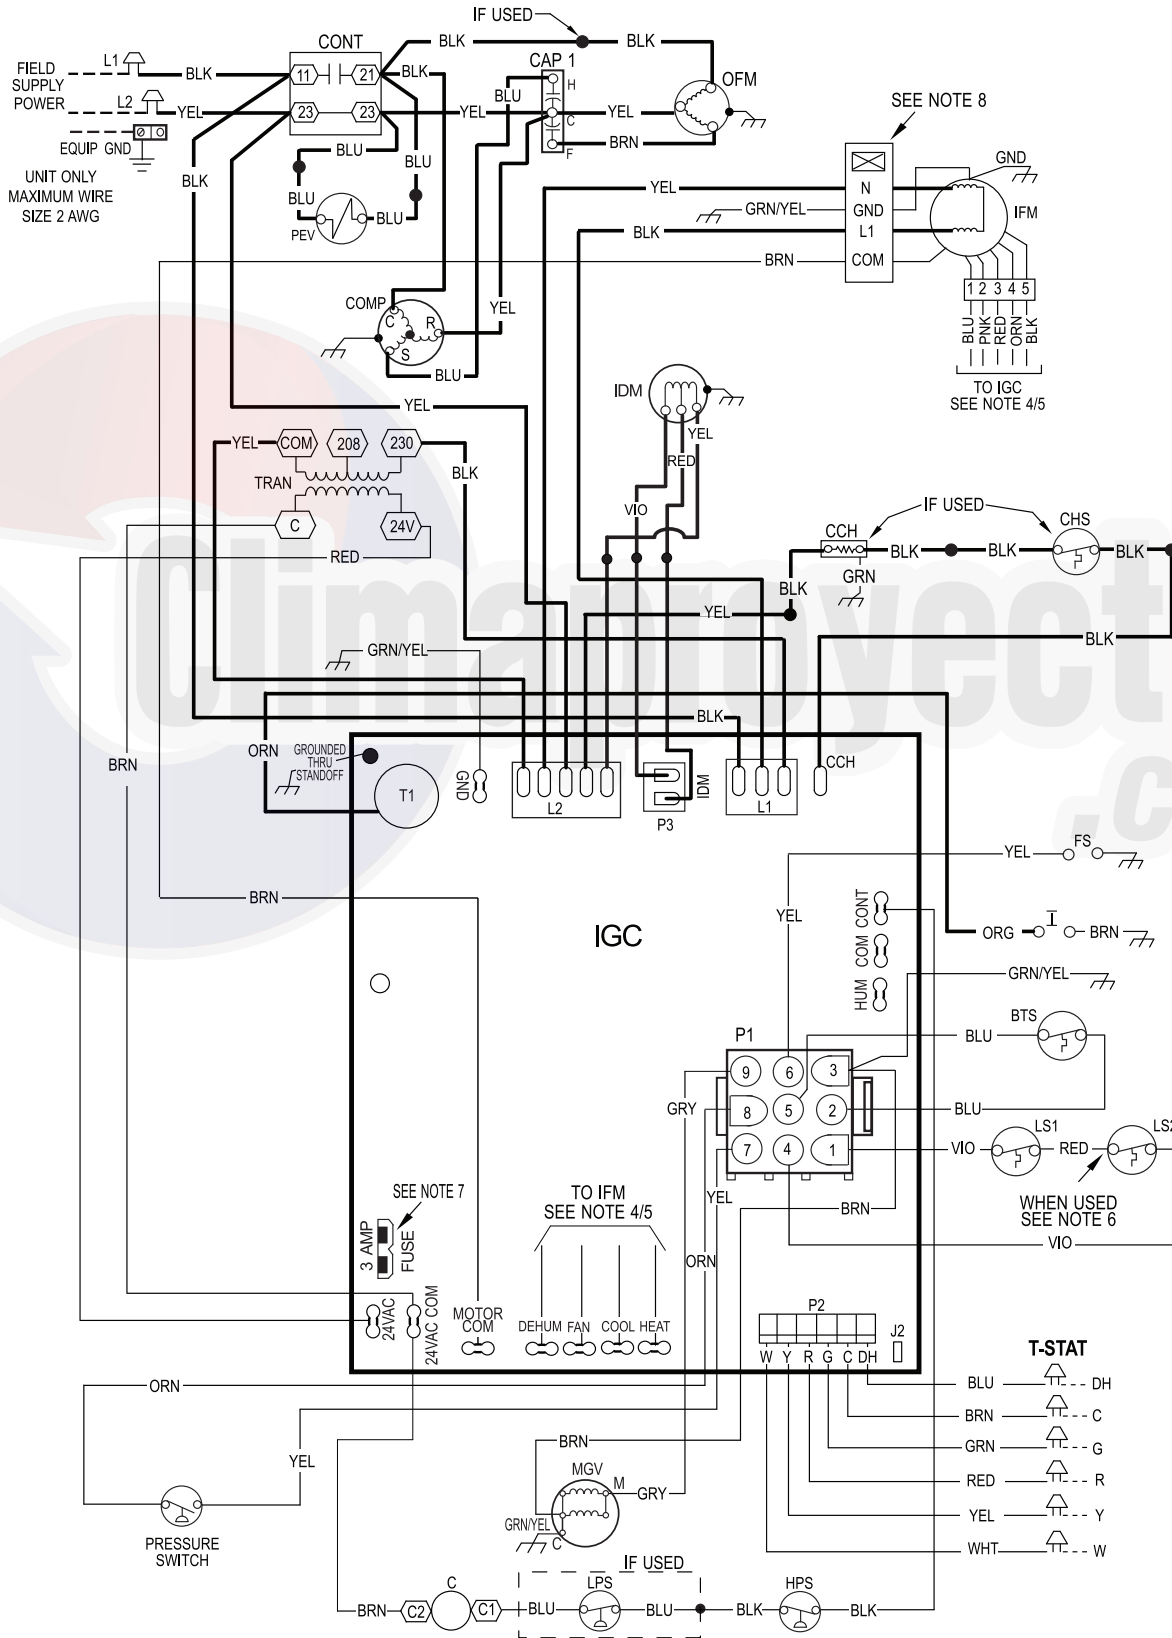 IF USED
CONT
BLK
BLK
CAP 1
FIELD
SUPPLY
POWER
L1
BLK
11
21
BLK
BLU
H
OFM
L2
YEL
23
23
YEL
C
YEL
BRN
F
SEE NOTE 8
EQUIP GND
UNIT ONLY
MAXIMUM WIRE
SIZE 2 AWG
BLK
BLU
BLU
BLU
BLU
PEV
YEL
N
GND
GRN/YEL
GND
IFM
BLK
L1
BRN
COM
1 2 3 4 5
BLU
PNK
RED
ORN
BLK
TO IGC
SEE NOTE 4/5
COMP
C
R
S
YEL
BLU
IDM
YEL
YEL
RED
VIO
YEL
COM
208
230
TRAN
BLK
C
24V
RED
IF USED
CCH
CHS
BLK
BLK
BLK
GRN
BLK
YEL
BLK
Climaproyect
.c
GRN/YEL
BLK
BRN
ORN
GROUNDED
THRU
STANDOFF
T1
GND
L2
P3
IDM
L1
CCH
YEL
FS
BRN
YEL
IGC
CONT
COM
HUM
ORG
BRN
GRN/YEL
BTS
BLU
P1
9 6 3
8 5 2
7 4 1
GRY
BLU
LS1
LS2
VIO
RED
YEL
WHEN USED
SEE NOTE 6
BRN
VIO
SEE NOTE 7
TO IFM
SEE NOTE 4/5
3 AMP
FUSE
ORN
24VAC
24VAC COM
MOTOR
COM
DEHUM FAN COOL HEAT
P2
J2
W Y R G C DH
T-STAT
ORN
BLU
DH
BRN
C
GRN
G
RED
R
YEL
Y
WHT
W
YEL
BRN
MGV
M
GRY
GRN/YEL
C
PRESSURE
SWITCH
IF USED
C
LPS
HPS
BRN
C2
C1
BLU
BLU
BLK
BLK